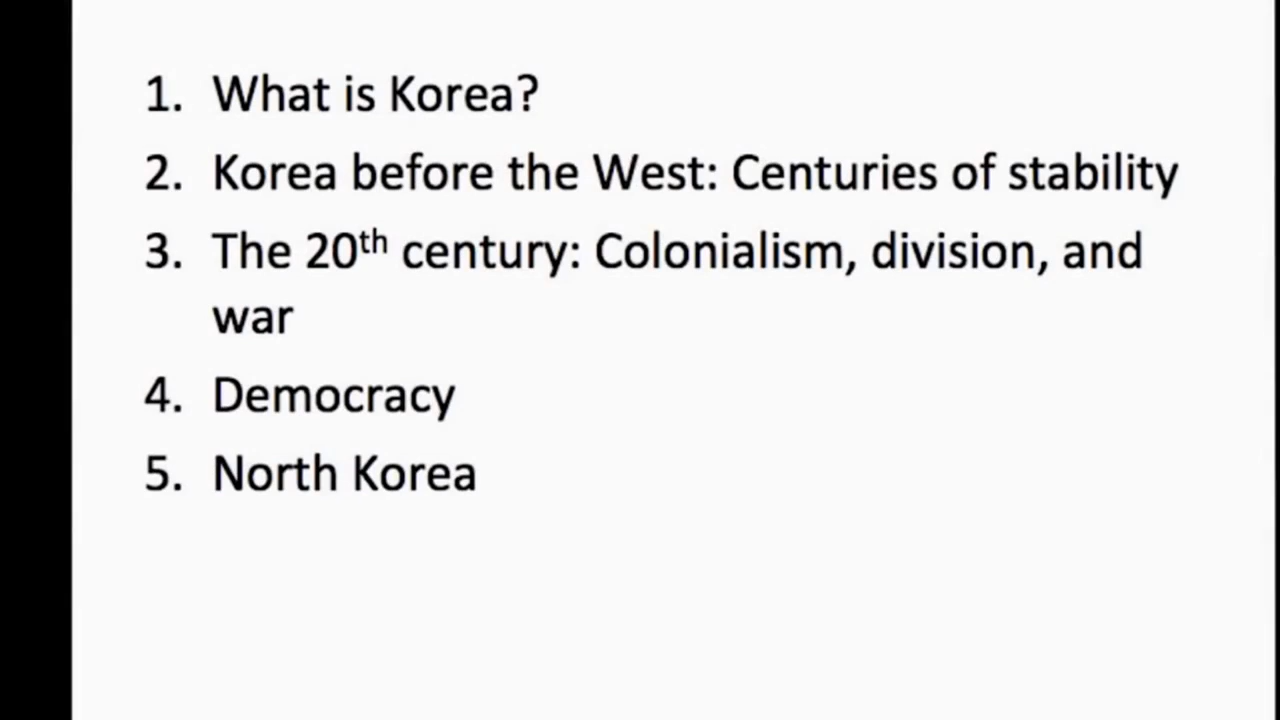 1. What is Korea?
2. Korea before the West: Centuries of stability
3. The 20th century: Colonialism, division, and
war
4. Democracy
5. North Korea